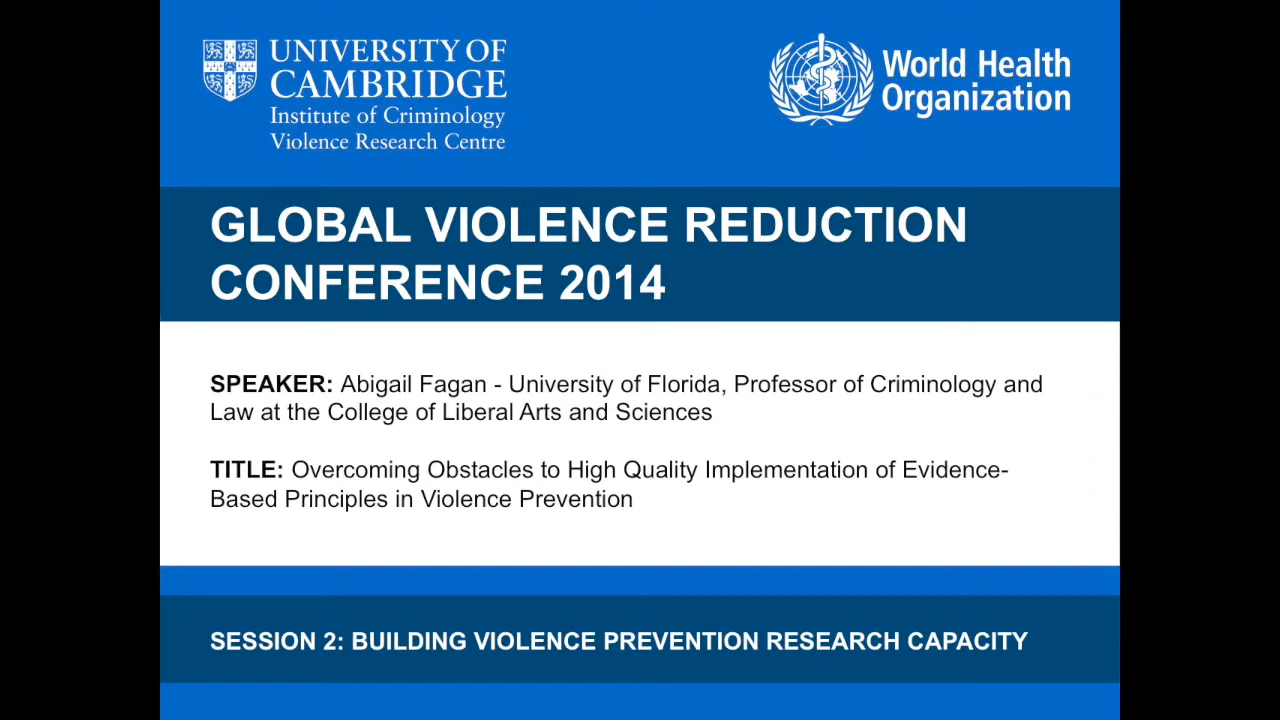 UNIVERSITY OF
CAMBRIDGE
Institute of Criminology
Violence Research Centre
World Health
Organization
GLOBAL VIOLENCE REDUCTION
CONFERENCE 2014
SPEAKER: Abigail Fagan - University of Florida, Professor of Criminology and
Law at the College of Liberal Arts and Sciences
TITLE: Overcoming Obstacles to High Quality Implementation of Evidence-
Based Principles in Violence Prevention
SESSION 2: BUILDING VIOLENCE PREVENTION RESEARCH CAPACITY